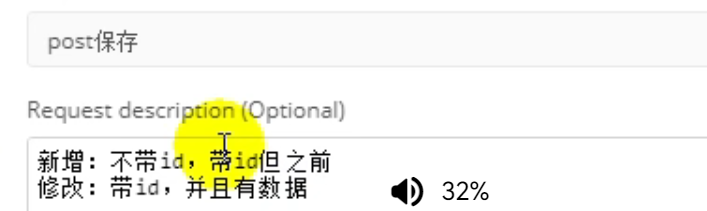 post保存
Request description (Optional)
新增：不带id，带id但之前
修改：带id，并且有数据
32%